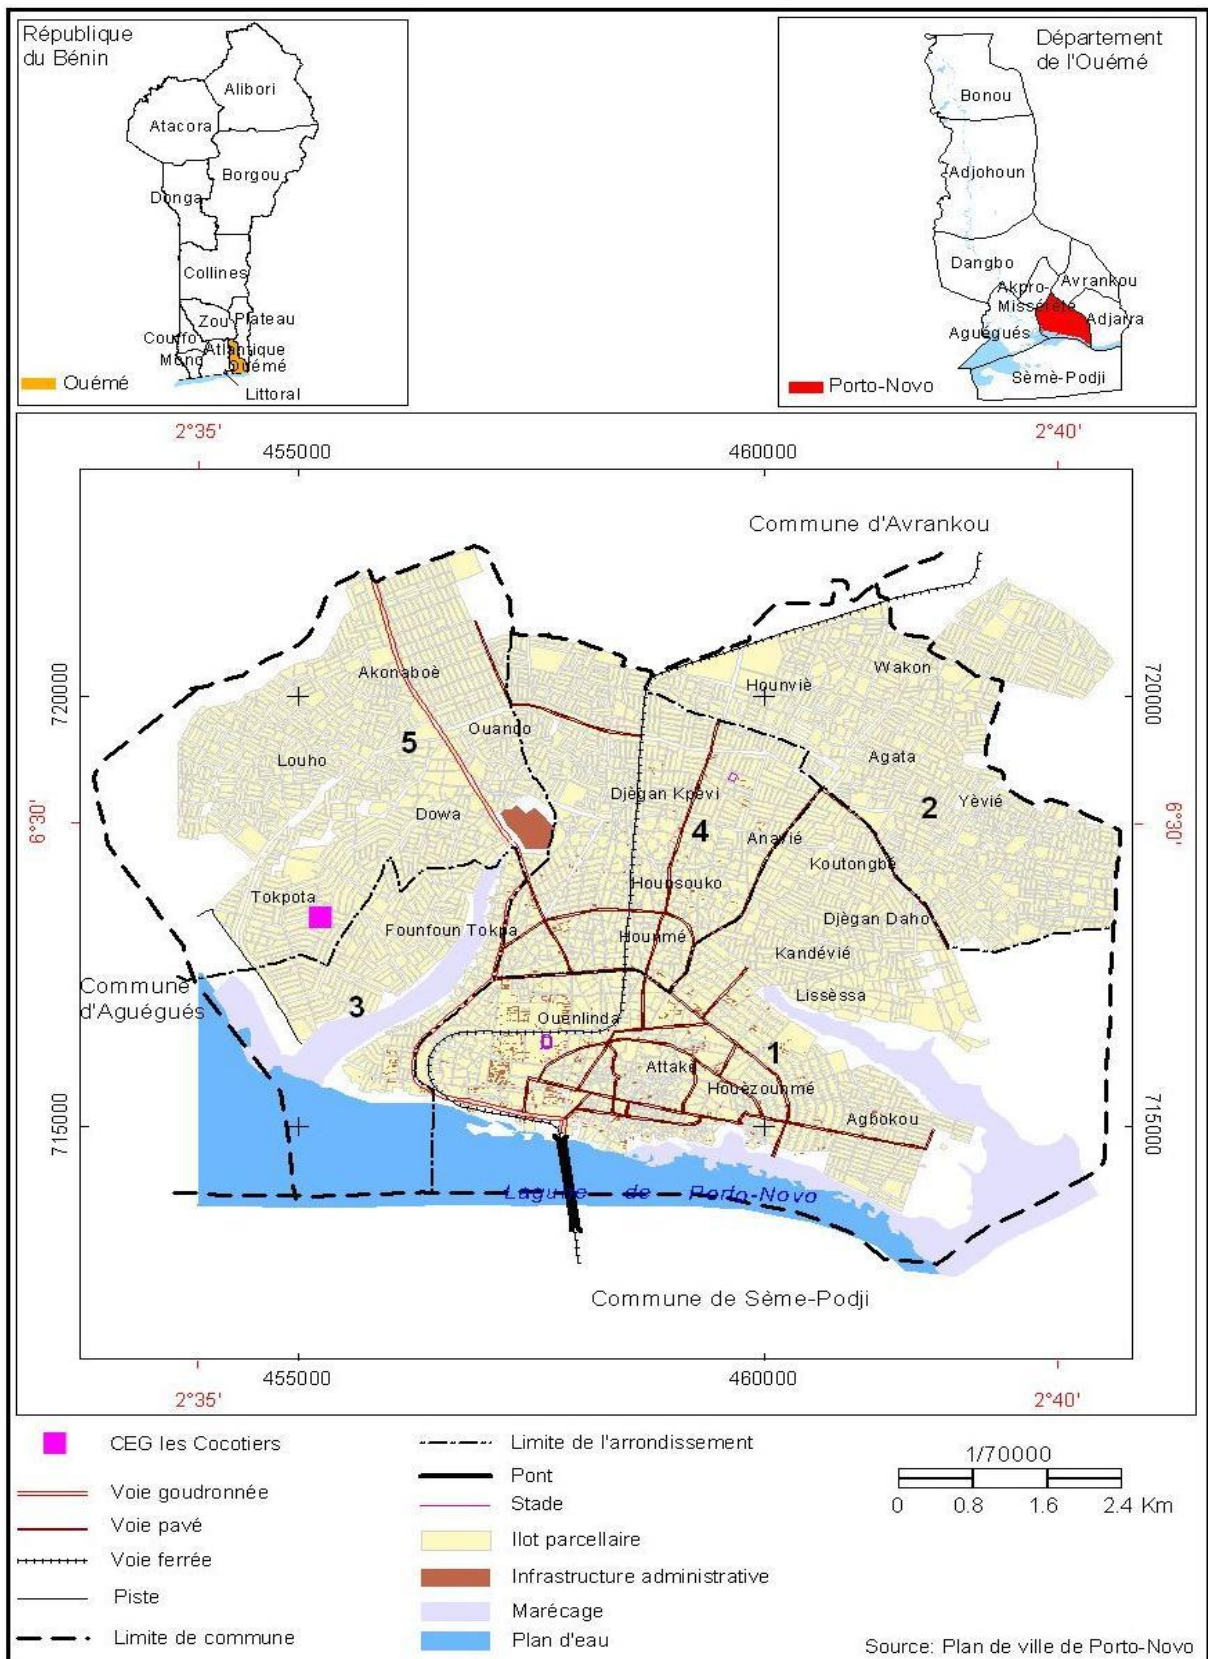 République
du Bénin
Alibori
Atacora
Borgou
Donga
Collines
Zou
Plateau
Couffo
Atlantique
Mono
Ouémé
Littoral
Ouémé
Département
de l'Ouémé
Bonou
Adjohoun
Dangbo
Avrankou
Akpro-
Missérété
Adjarra
Aguégués
Sèmè-Podji
Porto-Novo
2°35'
2°40'
455000
460000
Commune d'Avrankou
720000
720000
6°30'
6°30'
715000
715000
Wakon
Hounviè
Akonaboè
Ouando
5
Louho
Agata
Yèvié
2
Djègan Kpèvi
Dowa
4
Anavié
Koutongbé
Hounsouko
Tokpota
Djègan Daho
Founfoun Tokpa
Hounmé
Kandévié
Commune
d'Aguégués
Lissèssa
3
Ouenlinda
1
Attaké
Houèzounmé
Agbokou
Lagune de Porto-Novo
Commune de Sème-Podji
455000
460000
2°35'
2°40'
CEG les Cocotiers
Voie goudronnée
Voie pavé
Voie ferrée
Piste
Limite de commune
Limite de l'arrondissement
Pont
Stade
Ilot parcellaire
Infrastructure administrative
Marécage
Plan d'eau
1/70000
0 0.8 1.6 2.4 Km
Source: Plan de ville de Porto-Novo